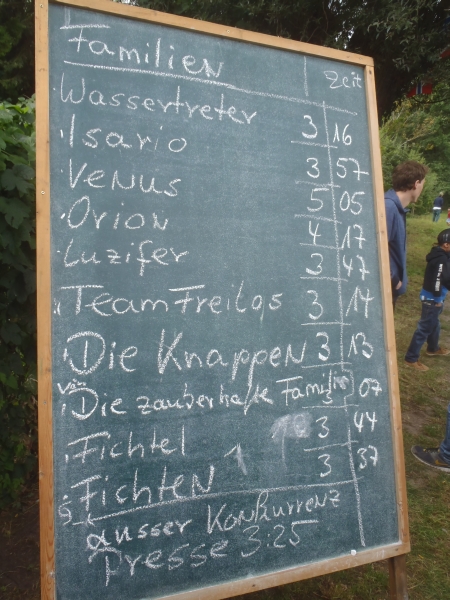 Familien Zeit
Wassertreter 3 16
Isario 3 57
Venus 5 05
Orion 4 17
Luzifer 3 47
TeamFreilos 3 14
Die Knappen 3 13
Die zauberhafte Familie 3 07
Fichtel 3 44
Fichten 3 37
ausser Konkurrenz
Presse 3:25